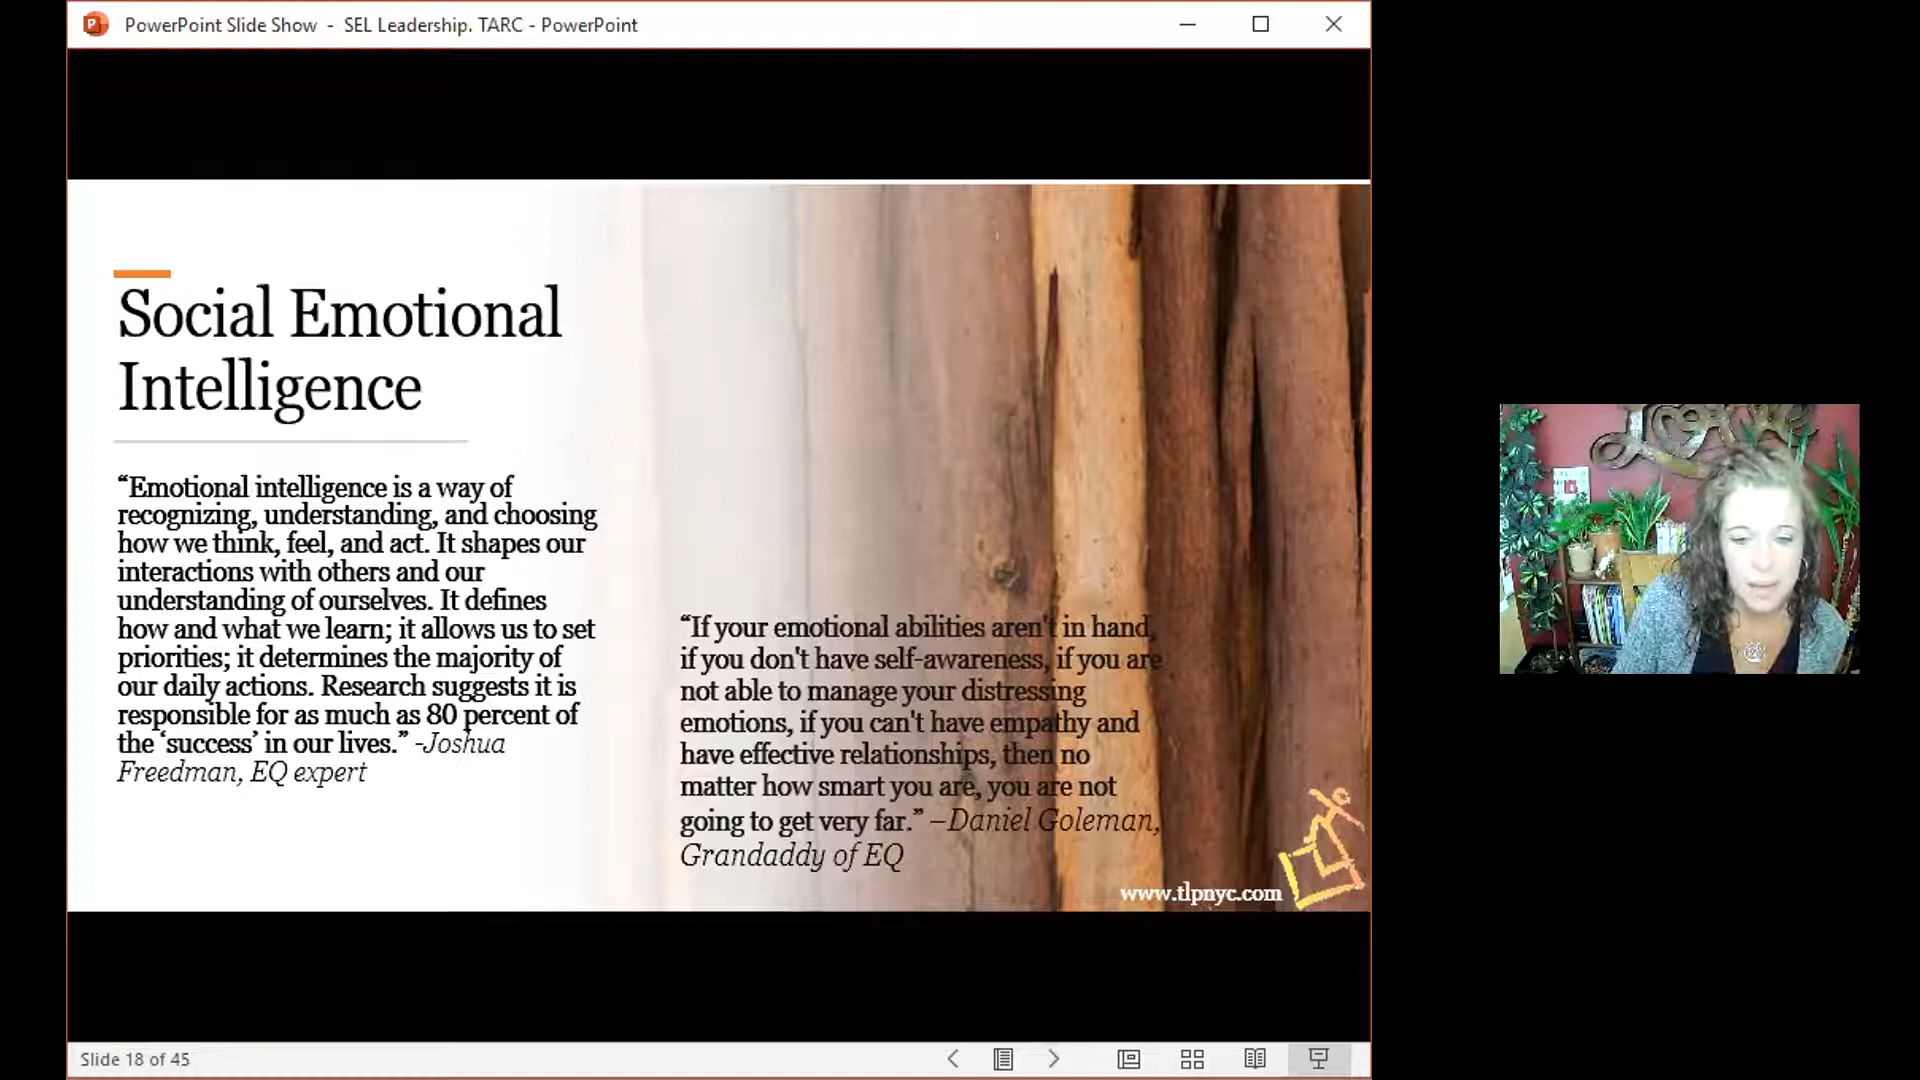 PowerPoint Slide Show - SEL Leadership. TARC - PowerPoint
Social Emotional
Intelligence
“Emotional intelligence is a way of
recognizing, understanding, and choosing
how we think, feel, and act. It shapes our
interactions with others and our
understanding of ourselves. It defines
how and what we learn; it allows us to set
priorities; it determines the majority of
our daily actions. Research suggests it is
responsible for as much as 80 percent of
the ‘success’ in our lives.” -Joshua
Freedman, EQ expert
“If your emotional abilities aren't in hand,
if you don't have self-awareness, if you are
not able to manage your distressing
emotions, if you can't have empathy and
have effective relationships, then no
matter how smart you are, you are not
going to get very far.” –Daniel Goleman,
Grandaddy of EQ
www.tlpnyc.com
Slide 18 of 45